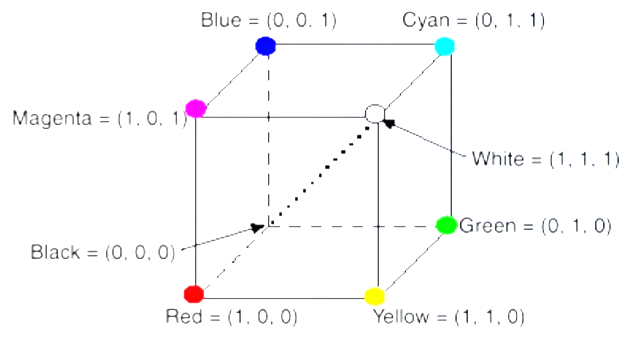 Blue = (0, 0. 1)
Cyan = (0, 1, 1)
Magenta = (1, 0, 1)
White = (1, 1, 1)
Green = (0, 1, 0)
Black = (0, 0, 0)
Red = (1, 0, 0)
Yellow = (1, 1, 0)